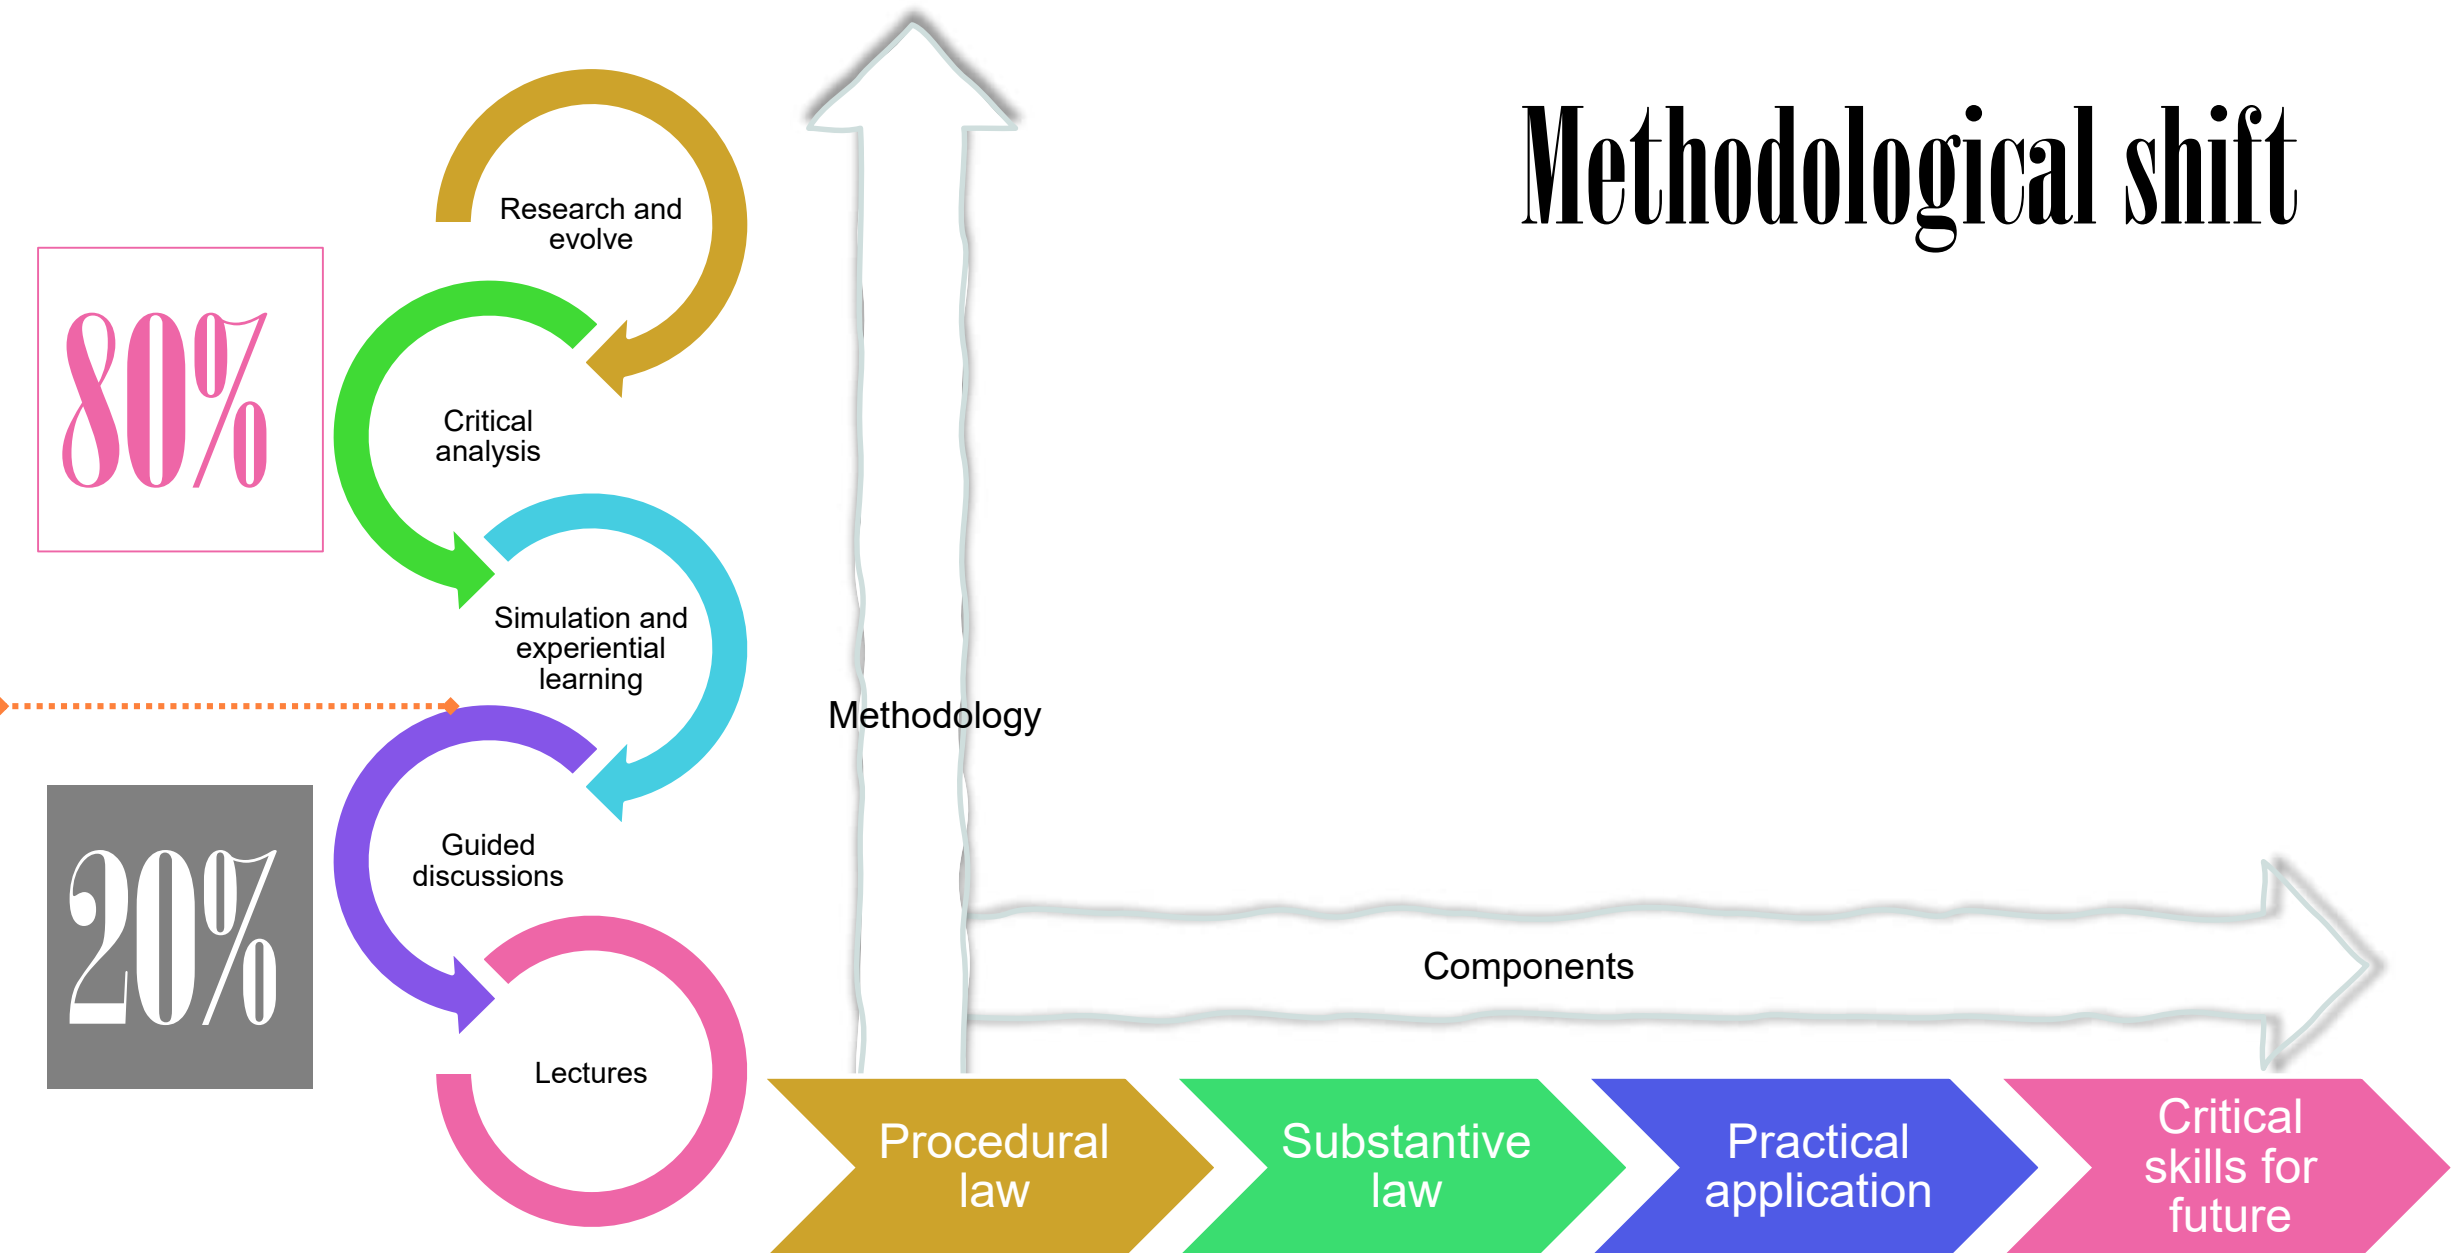 Methodological shift
Research and
evolve
80%
Critical
analysis
Simulation and
experiential
learning
Methodology
Guided
discussions
20%
Components
Lectures
Procedural
law
Substantive
law
Practical
application
Critical
skills for
future